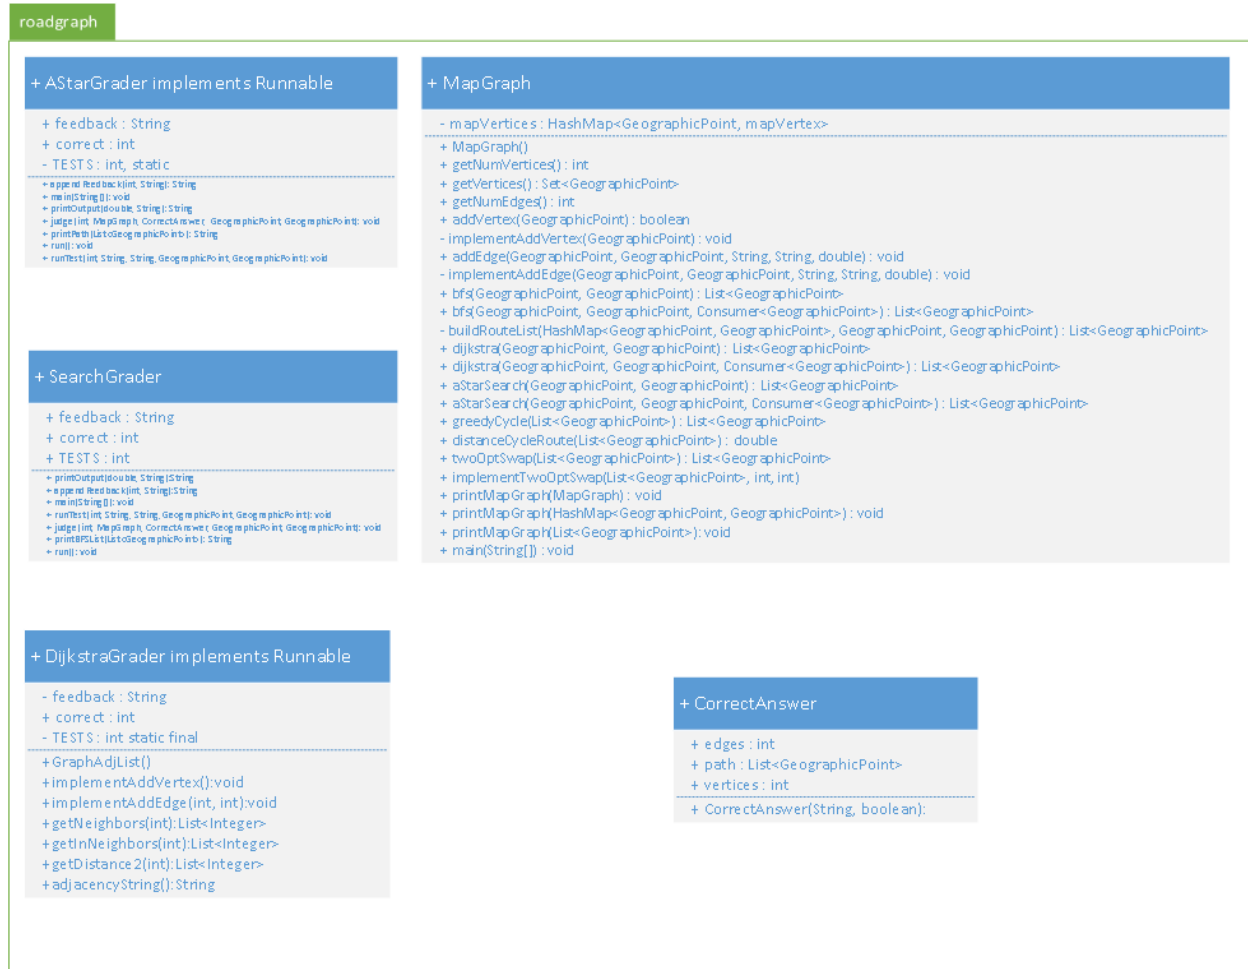 roadgraph
+ AStarGrader implements Runnable
+ feedback : String
+ correct : int
- TESTS : int, static
+ appendFeedback(int, String): String
+ main(String[]): void
+ printOutput(double, String): String
+ judge(int, MapGraph, CorrectAnswer, GeographicPoint, GeographicPoint): void
+ printPath(List<GeographicPoint>): String
+ run(): void
+ runTest(int, String, String, GeographicPoint, GeographicPoint): void
+ SearchGrader
+ feedback : String
+ correct : int
+ TESTS : int
+ printOutput(double, String):String
+ appendFeedback(int, String):String
+ main(String[]): void
+ runTest(int, String, String, GeographicPoint, GeographicPoint): void
+ judge(int, MapGraph, CorrectAnswer, GeographicPoint, GeographicPoint): void
+ printBFSList(List<GeographicPoint>): String
+ run(): void
+ DijkstraGrader implements Runnable
- feedback : String
+ correct : int
- TESTS : int static final
+GraphAdjList()
+implementAddVertex():void
+implementAddEdge(int, int):void
+getNeighbors(int):List<Integer>
+getInNeighbors(int):List<Integer>
+getDistance2(int):List<Integer>
+adjacencyString():String
+ MapGraph
- mapVertices : HashMap<GeographicPoint, mapVertex>
+ MapGraph()
+ getNumVertices() : int
+ getVertices() : Set<GeographicPoint>
+ getNumEdges() : int
+ addVertex(GeographicPoint) : boolean
- implementAddVertex(GeographicPoint) : void
+ addEdge(GeographicPoint, GeographicPoint, String, String, double) : void
- implementAddEdge(GeographicPoint, GeographicPoint, String, String, double) : void
+ bfs(GeographicPoint, GeographicPoint) : List<GeographicPoint>
+ bfs(GeographicPoint, GeographicPoint, Consumer<GeographicPoint>) : List<GeographicPoint>
- buildRouteList(HashMap<GeographicPoint, GeographicPoint>, GeographicPoint, GeographicPoint) : List<GeographicPoint>
+ dijkstra(GeographicPoint, GeographicPoint) : List<GeographicPoint>
+ dijkstra(GeographicPoint, GeographicPoint, Consumer<GeographicPoint>) : List<GeographicPoint>
+ aStarSearch(GeographicPoint, GeographicPoint) : List<GeographicPoint>
+ aStarSearch(GeographicPoint, GeographicPoint, Consumer<GeographicPoint>) : List<GeographicPoint>
+ greedyCycle(List<GeographicPoint>) : List<GeographicPoint>
+ distanceCycleRoute(List<GeographicPoint>) : double
+ twoOptSwap(List<GeographicPoint>) : List<GeographicPoint>
+ implementTwoOptSwap(List<GeographicPoint>, int, int)
+ printMapGraph(MapGraph) : void
+ printMapGraph(HashMap<GeographicPoint, GeographicPoint>) : void
+ printMapGraph(List<GeographicPoint>): void
+ main(String[]) : void
+ CorrectAnswer
+ edges : int
+ path : List<GeographicPoint>
+ vertices : int
+ CorrectAnswer(String, boolean):